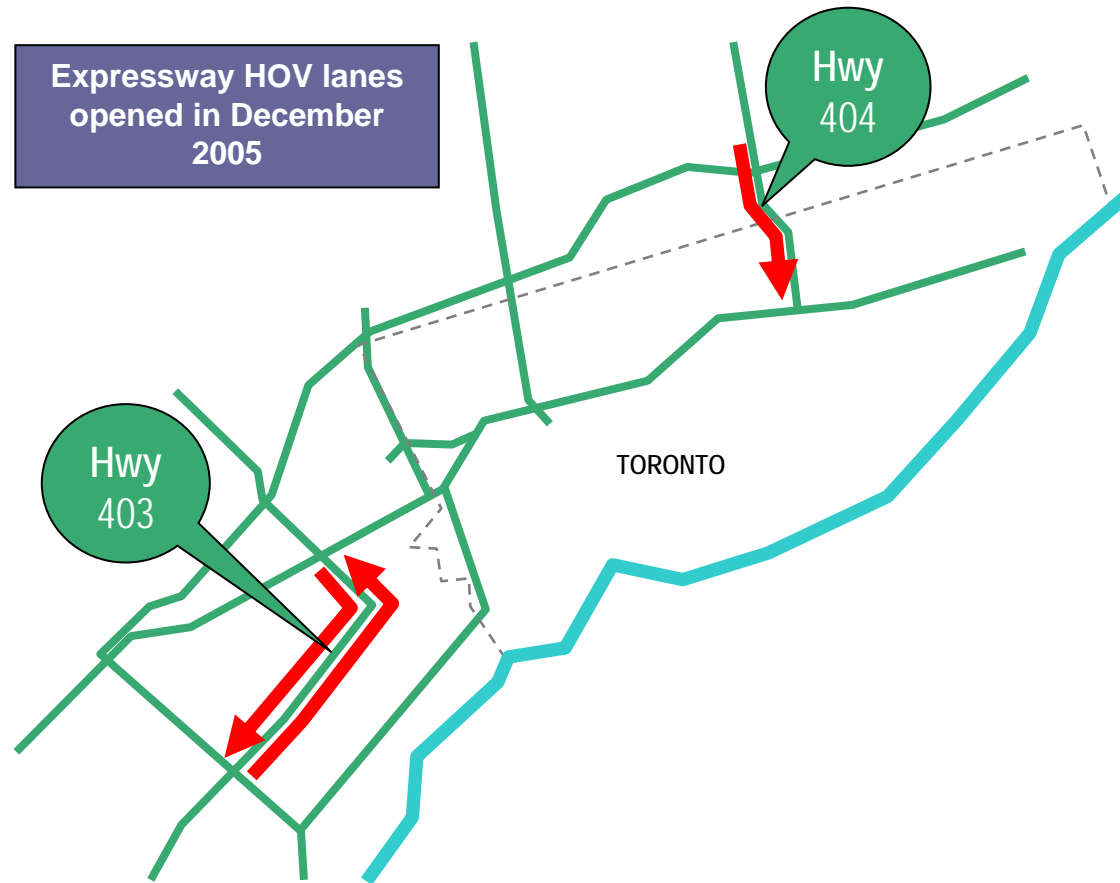 Expressway HOV lanes
opened in December
2005
Hwy
404
Hwy
403
TORONTO